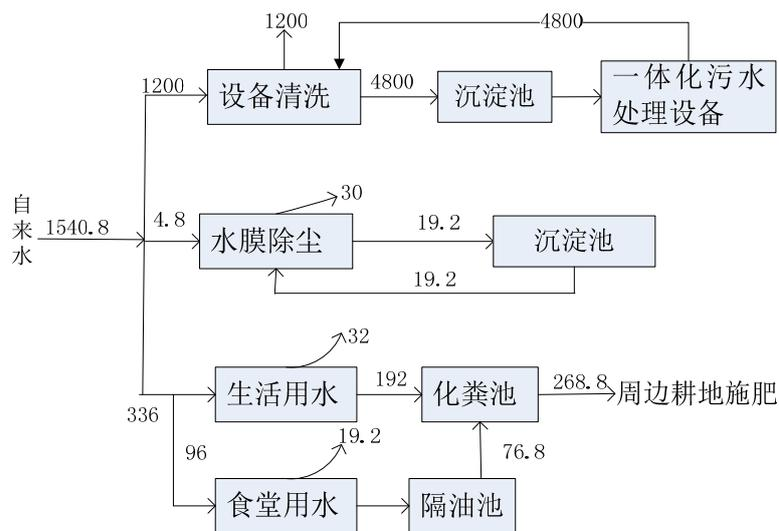 1200
4800
1200
设备清洗
4800
沉淀池
一体化污水
处理设备
30
自来水
1540.8
4.8
水膜除尘
19.2
沉淀池
19.2
32
生活用水
192
化粪池
268.8
周边耕地施肥
336
96
19.2
76.8
食堂用水
隔油池